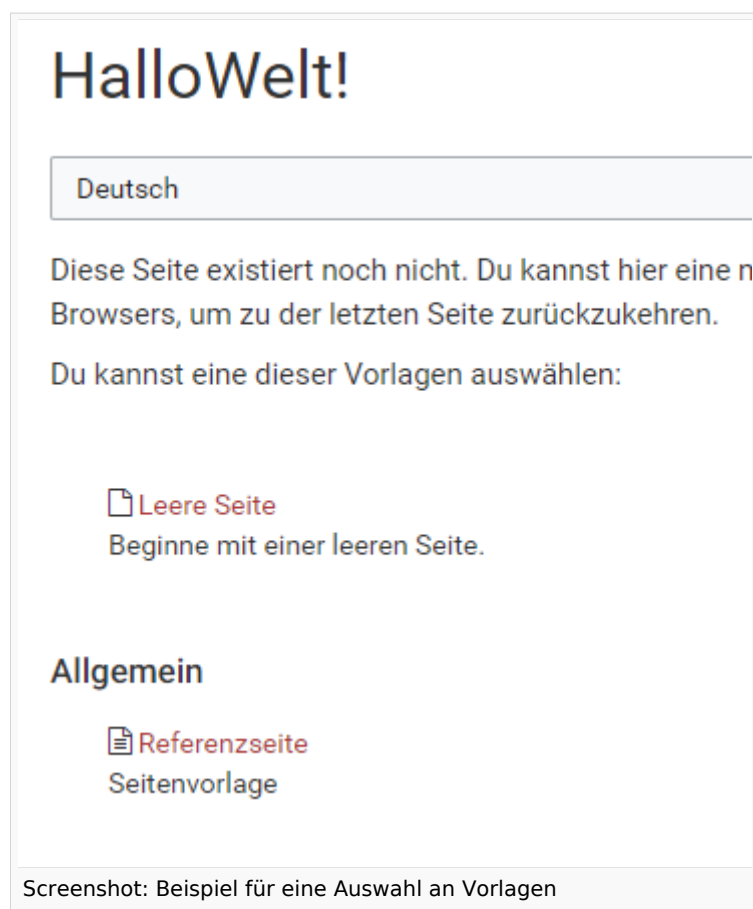 HalloWelt!
Deutsch
Diese Seite existiert noch nicht. Du kannst hier eine
Browsers, um zu der letzten Seite zurückzukehren.
Du kannst eine dieser Vorlagen auswählen:
Leere Seite
Beginne mit einer leeren Seite.
Allgemein
Referenzseite
Seitenvorlage
Screenshot: Beispiel für eine Auswahl an Vorlagen